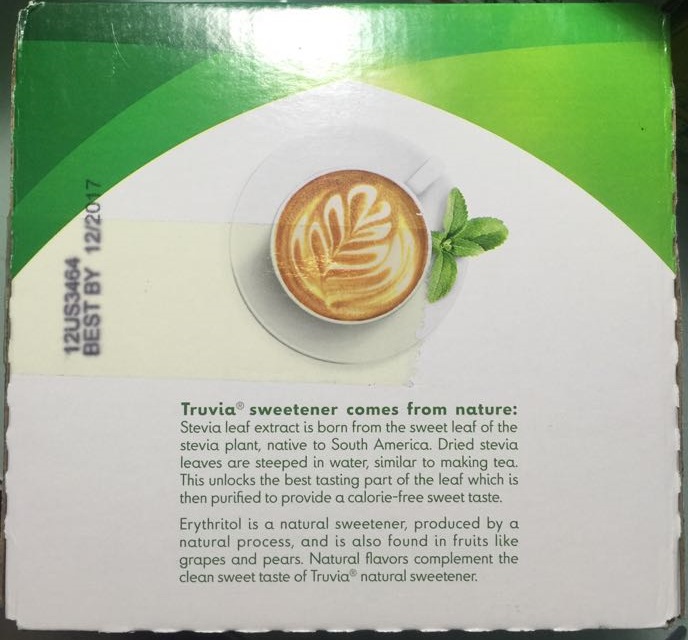 12US3464
BEST BY 12/2017
Truvia® sweetener comes from nature:
Stevia leaf extract is born from the sweet leaf of the
stevia plant, native to South America. Dried stevia
leaves are steeped in water, similar to making tea.
This unlocks the best tasting part of the leaf which is
then purified to provide a calorie-free sweet taste.
Erythritol is a natural sweetener, produced by a
natural process, and is also found in fruits like
grapes and pears. Natural flavors complement the
clean sweet taste of Truvia® natural sweetener.